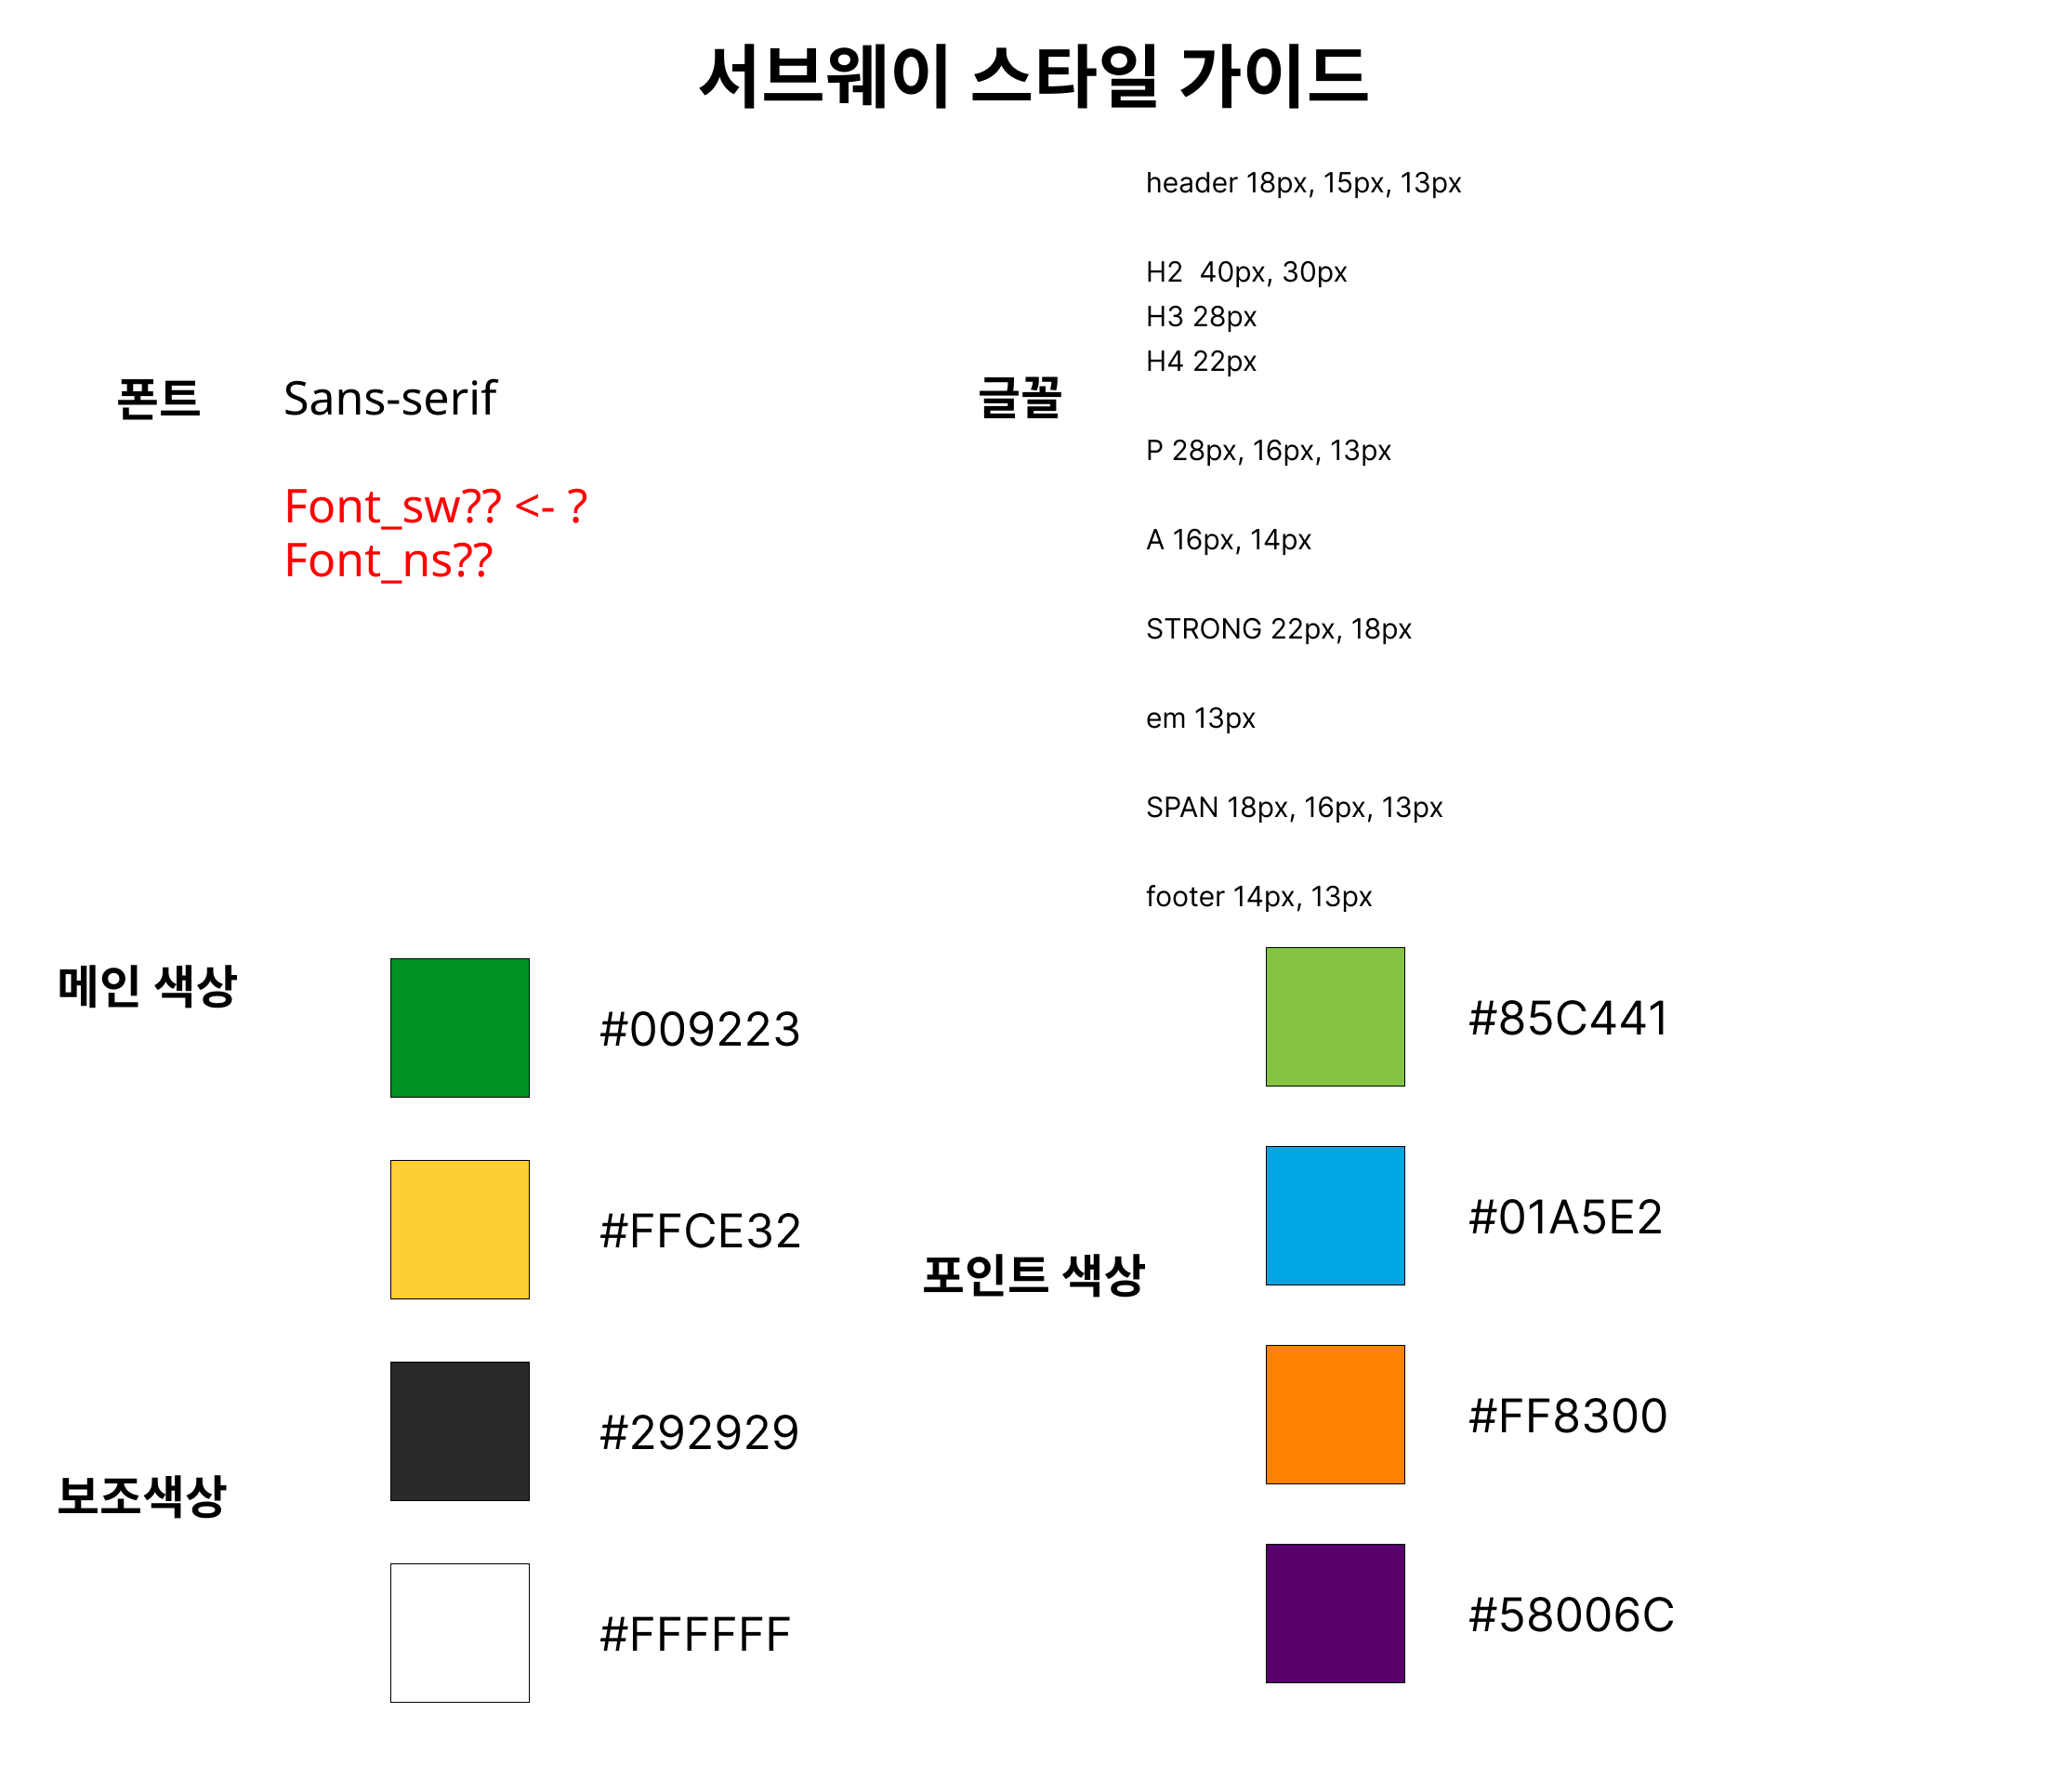 서브웨이 스타일 가이드
폰트
Sans-serif
Font_sw?? <- ?
Font_ns??
글꼴
header 18px, 15px, 13px
H2  40px, 30px
H3 28px
H4 22px
P 28px, 16px, 13px
A 16px, 14px
STRONG 22px, 18px
em 13px
SPAN 18px, 16px, 13px
footer 14px, 13px
메인 색상
#009223
#FFCE32
보조색상
#292929
#FFFFFF
포인트 색상
#85C441
#01A5E2
#FF8300
#58006C